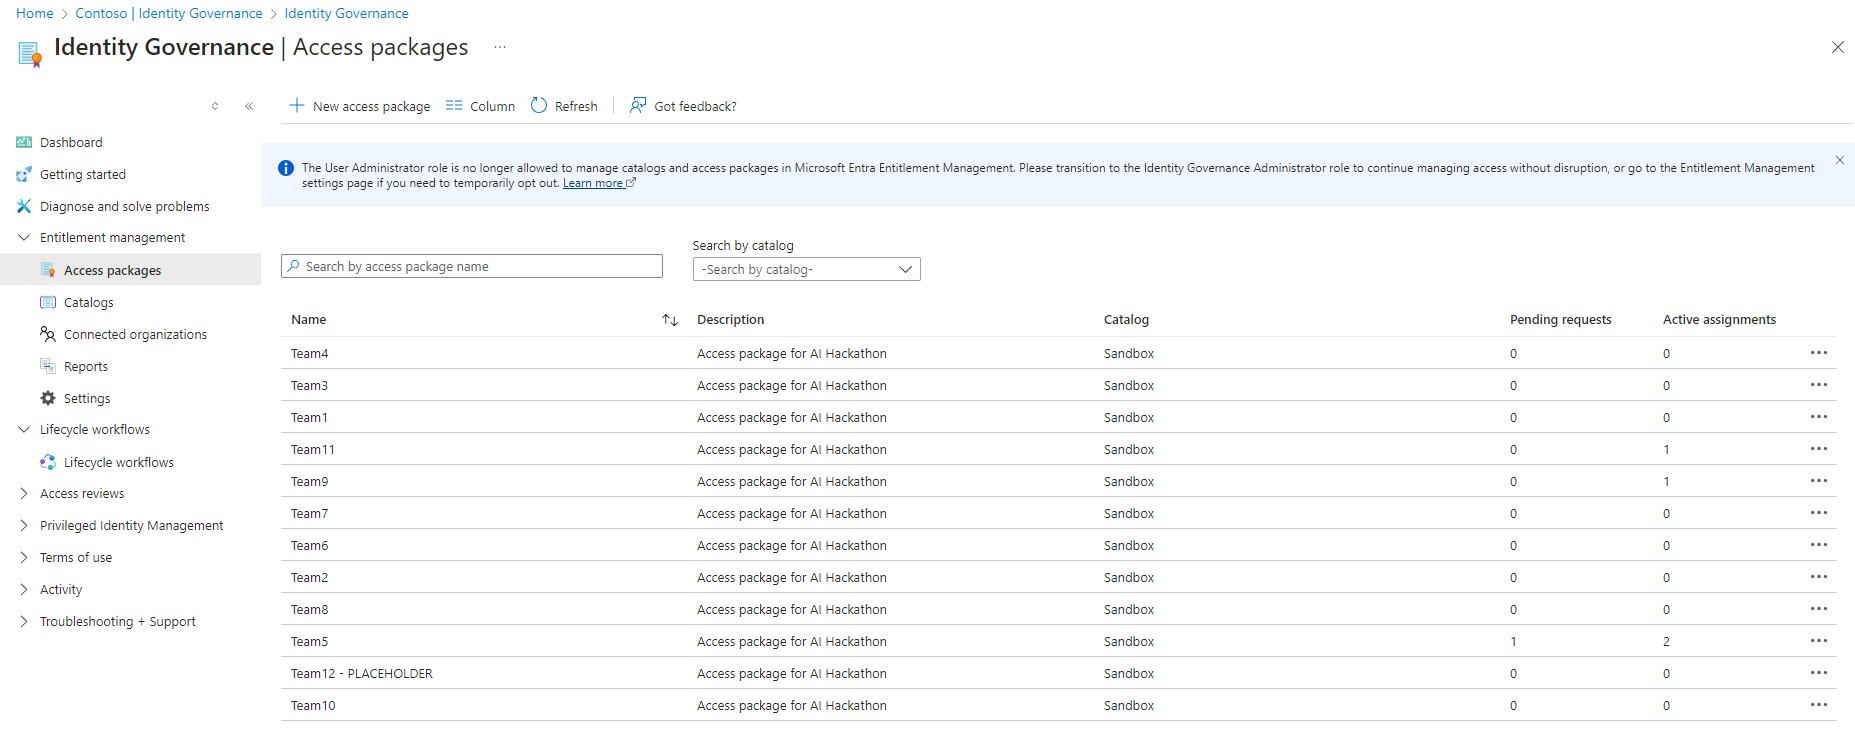 Home > Contoso | Identity Governance > Identity Governance
Identity Governance | Access packages ...
New access package Column Refresh Got feedback?
The User Administrator role is no longer allowed to manage catalogs and access packages in Microsoft Entra Entitlement Management. Please transition to the Identity Governance Administrator role to continue managing access without disruption, or go to the Entitlement Management
settings page if you need to temporarily opt out. Learn more
Dashboard
Getting started
Diagnose and solve problems
Entitlement management
Access packages
Catalogs
Connected organizations
Reports
Settings
Lifecycle workflows
Lifecycle workflows
Access reviews
Privileged Identity Management
Terms of use
Activity
Troubleshooting + Support
Search by catalog
Search by access package name -Search by catalog-
Name Description Catalog Pending requests Active assignments
Team4 Access package for AI Hackathon Sandbox 0 0
Team3 Access package for AI Hackathon Sandbox 0 0
Team1 Access package for AI Hackathon Sandbox 0 0
Team11 Access package for AI Hackathon Sandbox 0 1
Team9 Access package for AI Hackathon Sandbox 0 1
Team7 Access package for AI Hackathon Sandbox 0 0
Team6 Access package for AI Hackathon Sandbox 0 0
Team2 Access package for AI Hackathon Sandbox 0 0
Team8 Access package for AI Hackathon Sandbox 0 0
Team5 Access package for AI Hackathon Sandbox 1 2
Team12 - PLACEHOLDER Access package for AI Hackathon Sandbox 0 0
Team10 Access package for AI Hackathon Sandbox 0 0